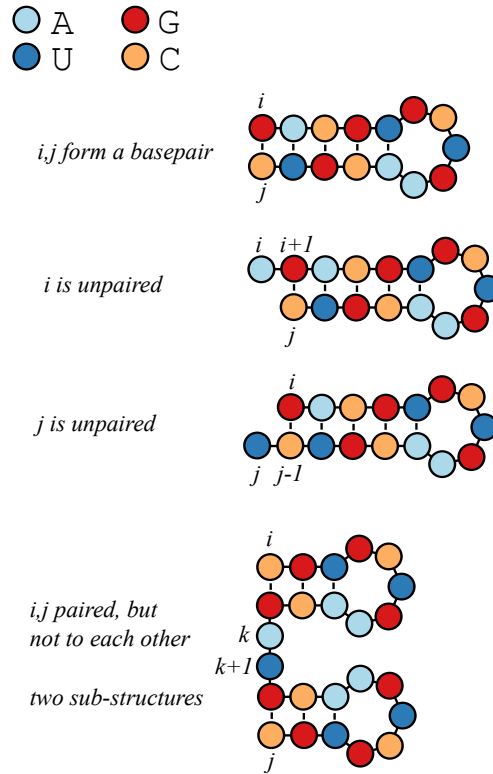 A G
U C
i
i,j form a basepair
j
i i+1
i is unpaired
j
i
j is unpaired
j j-1
i
i,j paired, but
not to each other
k
k+1
two sub-structures
j